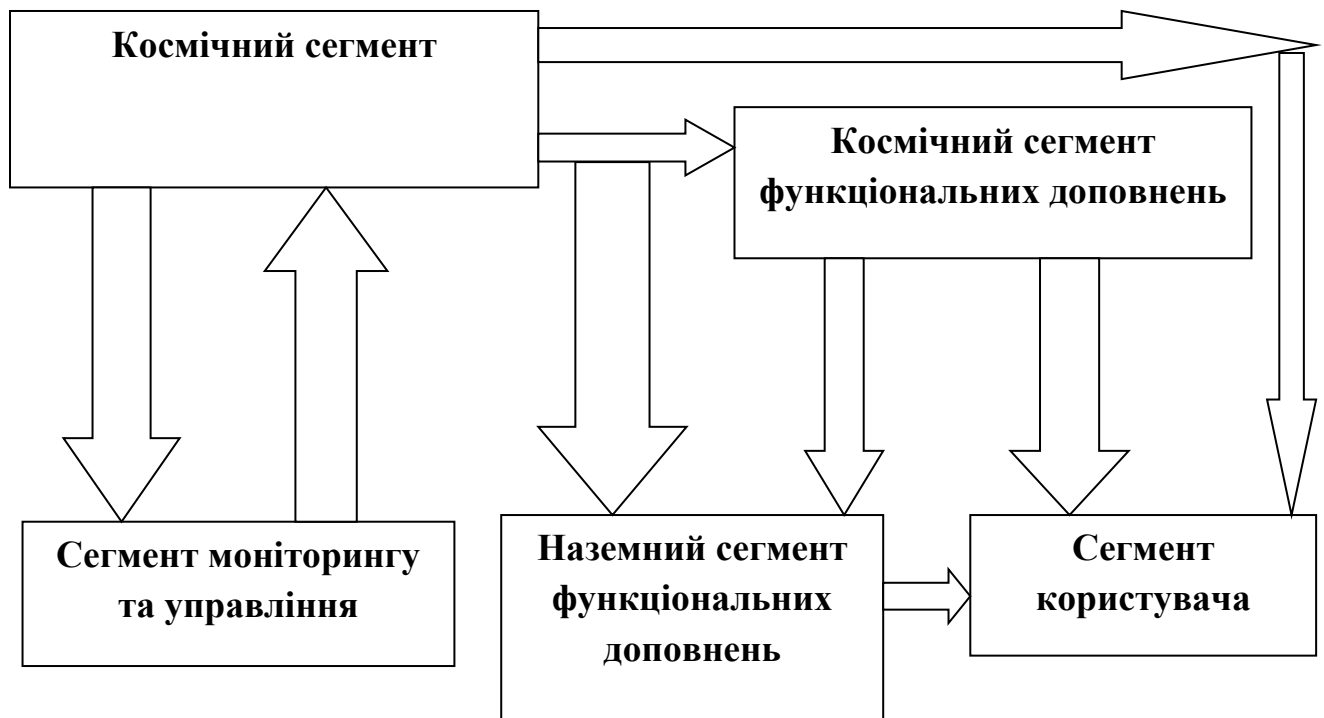 Космічний сегмент
Космічний сегмент
функціональних доповнень
Сегмент моніторингу
та управління
Наземний сегмент
функціональних
доповнень
Сегмент
користувача